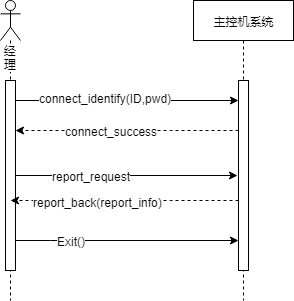 主控机系统
经
理
connect_identify(ID,pwd)
connect_success
report_request
report_back(report_info)
Exit()